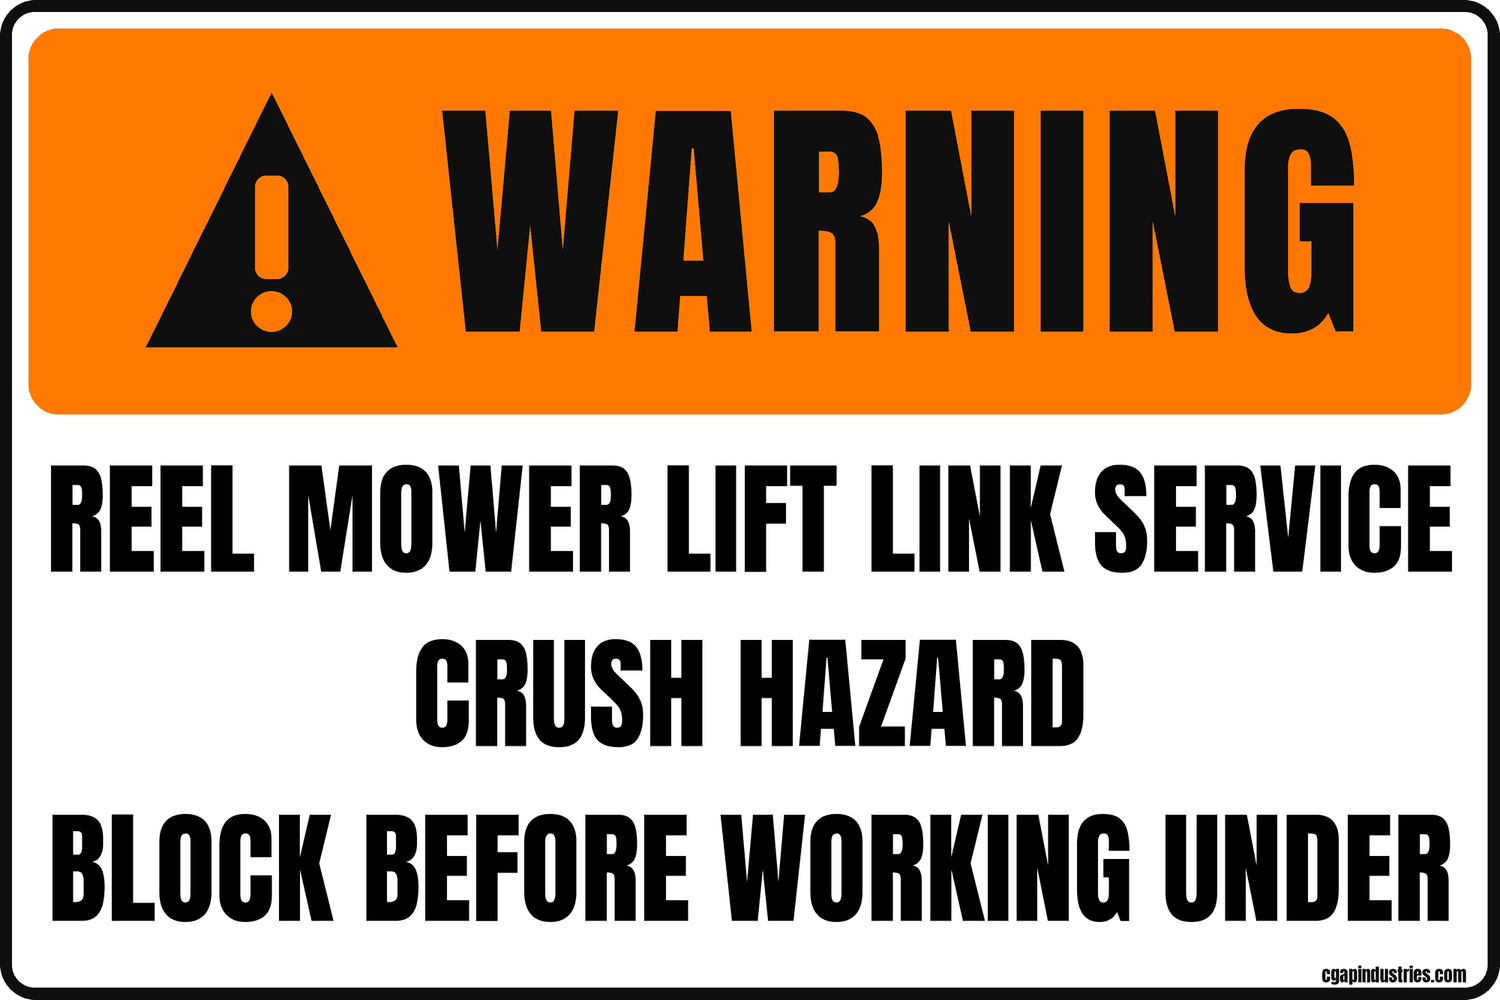 WARNING
REEL MOWER LIFT LINK SERVICE
CRUSH HAZARD
BLOCK BEFORE WORKING UNDER
cgapindustries.com